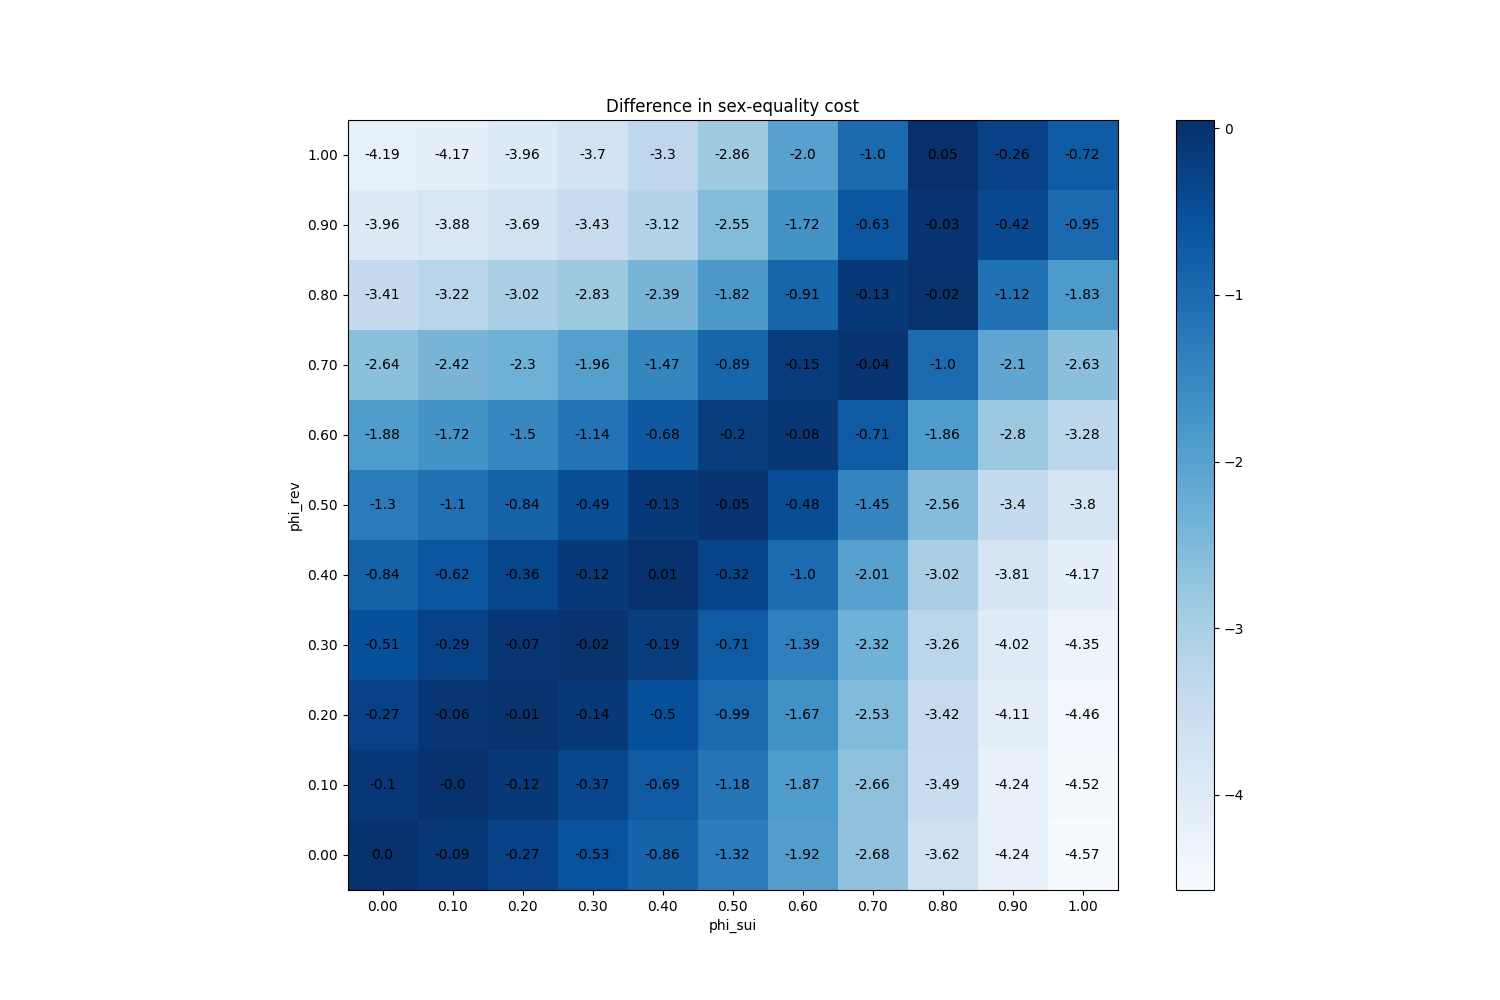 Difference in sex-equality cost
1.00 -4.19 -4.17 -3.96 -3.7 -3.3 -2.86 -2.0 -1.0 0.05 -0.26 -0.72
0.90 -3.96 -3.88 -3.69 -3.43 -3.12 -2.55 -1.72 -0.63 -0.03 -0.42 -0.95
0.80 -3.41 -3.22 -3.02 -2.83 -2.39 -1.82 -0.91 -0.13 -0.02 -1.12 -1.83
0.70 -2.64 -2.42 -2.3 -1.96 -1.47 -0.89 -0.15 -0.04 -1.0 -2.1 -2.63
0.60 -1.88 -1.72 -1.5 -1.14 -0.68 -0.2 -0.08 -0.71 -1.86 -2.8 -3.28
phi_rev
0.50 -1.3 -1.1 -0.84 -0.49 -0.13 -0.05 -0.48 -1.45 -2.56 -3.4 -3.8
0.40 -0.84 -0.62 -0.36 -0.12 0.01 -0.32 -1.0 -2.01 -3.02 -3.81 -4.17
0.30 -0.51 -0.29 -0.07 -0.02 -0.19 -0.71 -1.39 -2.32 -3.26 -4.02 -4.35
0.20 -0.27 -0.06 -0.01 -0.14 -0.5 -0.99 -1.67 -2.53 -3.42 -4.11 -4.46
0.10 -0.1 -0.0 -0.12 -0.37 -0.69 -1.18 -1.87 -2.66 -3.49 -4.24 -4.52
0.00 0.0 -0.09 -0.27 -0.53 -0.86 -1.32 -1.92 -2.68 -3.62 -4.24 -4.57
0.00 0.10 0.20 0.30 0.40 0.50 0.60 0.70 0.80 0.90 1.00
phi_sui
0
−1
−2
−3
−4